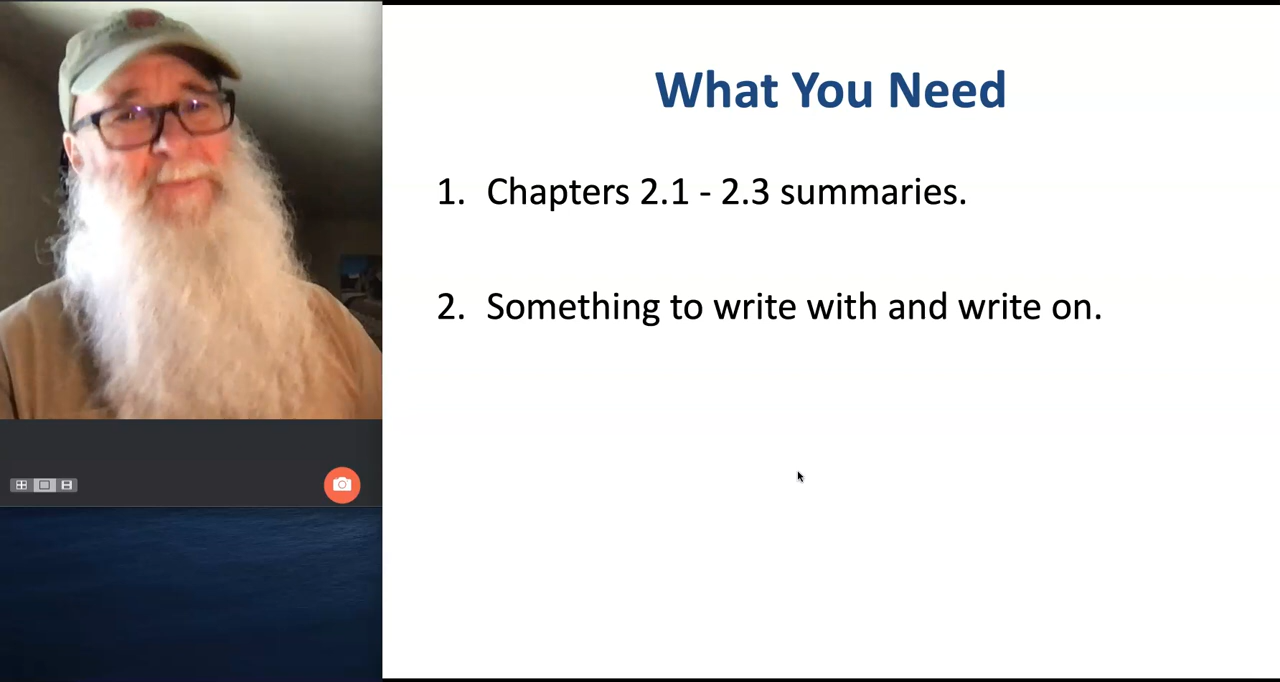 What You Need
1. Chapters 2.1 - 2.3 summaries.
2. Something to write with and write on.